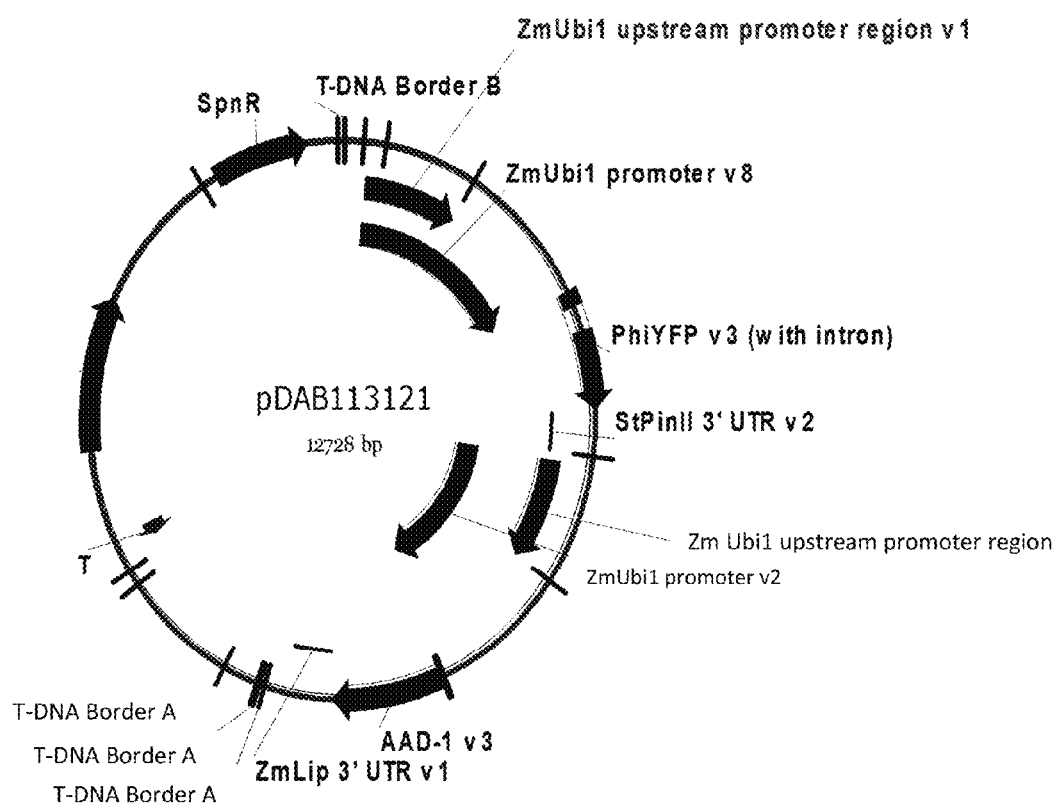 ZmUbi1 upstream promoter region v1
T-DNA Border B
SpnR
ZmUbi1 promoter v8
PhiYFP v3 (with intron)
pDAB113121
12728 bp
StPinII 3' UTR v2
Zm Ubi1 upstream promoter region
ZmUbi1 promoter v2
T
T-DNA Border A
AAD-1 v3
T-DNA Border A
ZmLip 3' UTR v1
T-DNA Border A